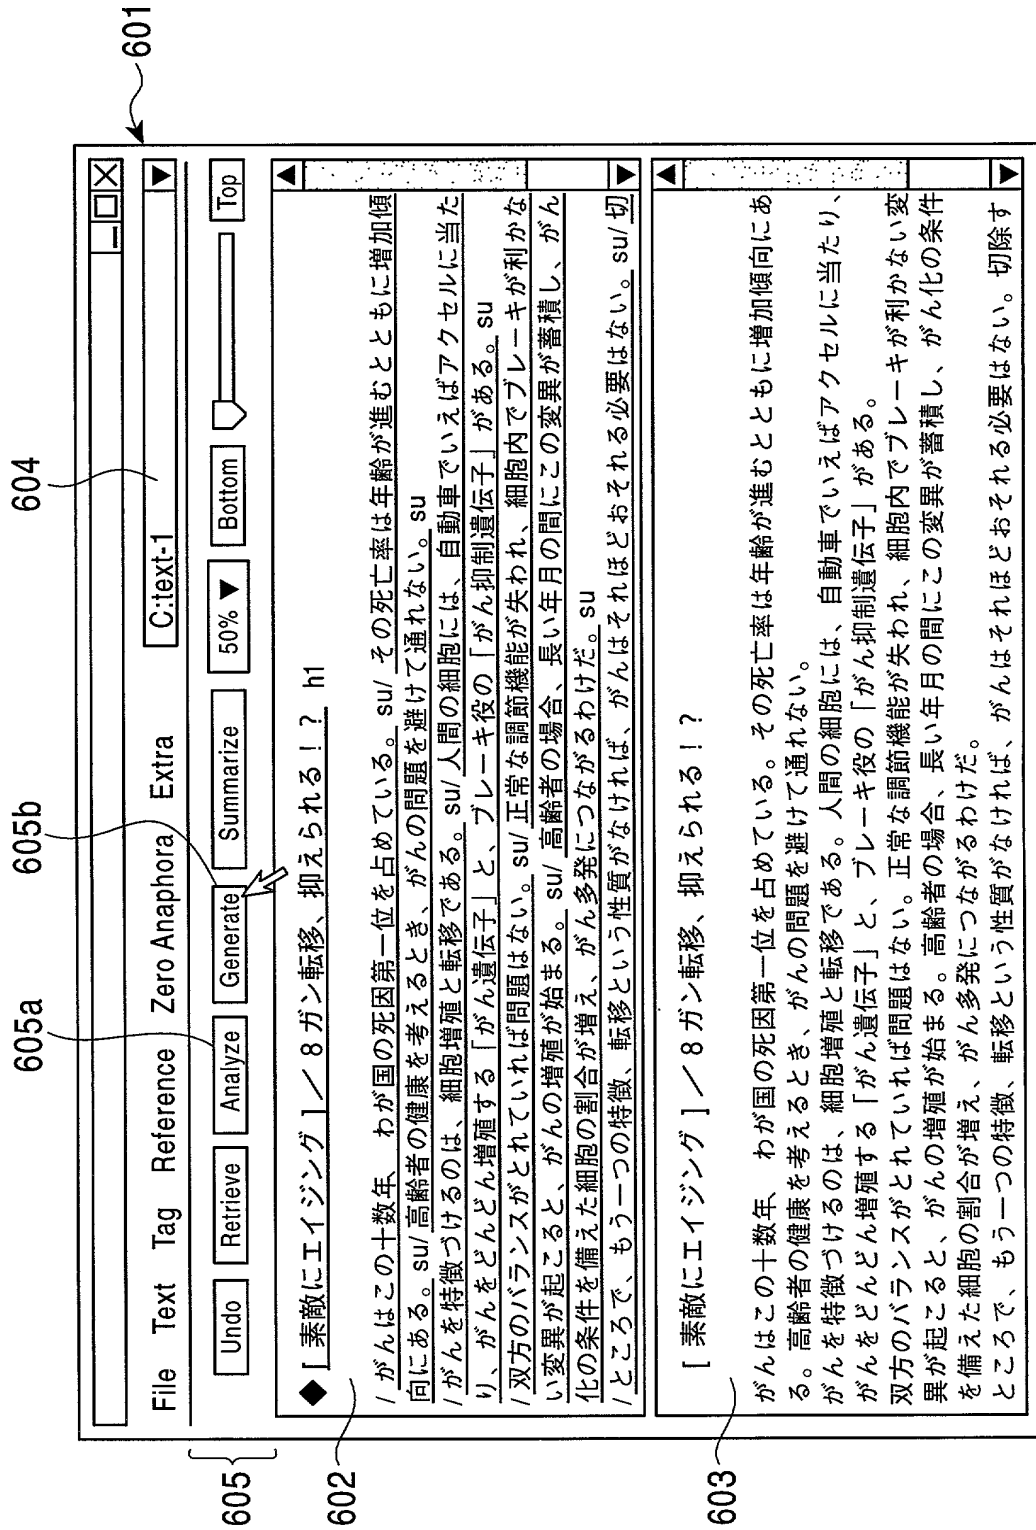 601
604
605b
605a
C:text-1
File Text Tag Reference Zero Anaphora Extra
605
Undo Retrieve Analyze Generate Summarize 50% ▼ Bottom Top
602
◆ [ 素敵にエイジング ] ／ 8 ガン転移、抑えられる！？ h1
/ がんはこの十数年、 わが国の死因第一位を占めている。 su/ その死亡率は年齢が進むとともに増加傾
向にある。 su/ 高齢者の健康を考えるとき、がんの問題を避けて通れない。 su
/ がんを特徴づけるのは、細胞増殖と転移である。 su/ 人間の細胞には、自動車でいえばアクセルに当た
り、がんをどんどん増殖する「がん遺伝子」と、ブレーキ役の「がん抑制遺伝子」がある。 su
/ 双方のバランスがとれていれば問題はない。 su/ 正常な調節機能が失われ、細胞内でブレーキが利かな
い変異が起こると、がんの増殖が始まる。 su/ 高齢者の場合、長い年月の間にこの変異が蓄積し、がん
化の条件を備えた細胞の割合が増え、がん多発につながるわけだ。 su
/ ところで、もう一つの特徴、転移という性質がなければ、がんはそれほどおそれる必要はない。 su/ 切
603
[ 素敵にエイジング ] ／ 8 ガン転移、抑えられる！？
がんはこの十数年、 わが国の死因第一位を占めている。その死亡率は年齢が進むとともに増加傾向にあ
る。高齢者の健康を考えるとき、がんの問題を避けて通れない。
がんを特徴づけるのは、細胞増殖と転移である。人間の細胞には、自動車でいえばアクセルに当たり、
がんをどんどん増殖する「がん遺伝子」と、ブレーキ役の「がん抑制遺伝子」がある。
双方のバランスがとれていれば問題はない。正常な調節機能が失われ、細胞内でブレーキが利かない変
異が起こると、がんの増殖が始まる。高齢者の場合、長い年月の間にこの変異が蓄積し、がん化の条件
を備えた細胞の割合が増え、がん多発につながるわけだ。
ところで、もう一つの特徴、転移という性質がなければ、がんはそれほどおそれる必要はない。切除す